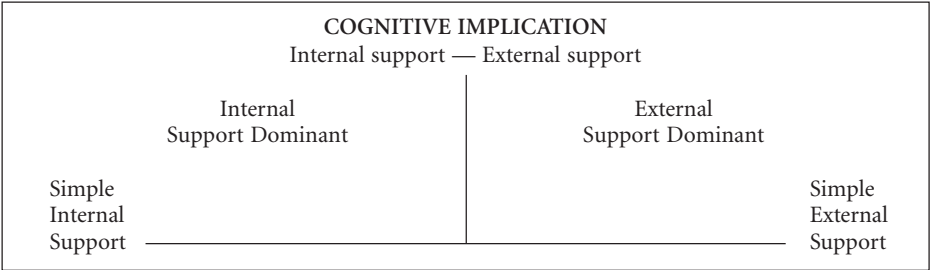 COGNITIVE IMPLICATION
Internal support — External support
Internal
Support Dominant
External
Support Dominant
Simple
Internal
Support
Simple
External
Support